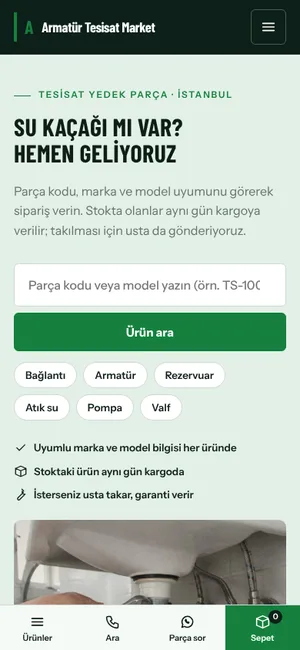 A Armatür Tesisat Market
TESİSAT YEDEK PARÇA · İSTANBUL
SU KAÇAĞI MI VAR?
HEMEN GELİYORUZ
Parça kodu, marka ve model uyumunu görerek
sipariş verin. Stokta olanlar aynı gün kargoya
verilir; takılması için usta da gönderiyoruz.
Parça kodu veya model yazın (örn. TS-100
Ürün ara
Bağlantı Armatür Rezervuar
Atık su Pompa Valf
Uyumlu marka ve model bilgisi her üründe
Stoktaki ürün aynı gün kargoda
İsterseniz usta takar, garanti verir
0
Ürünler Ara Parça sor Sepet